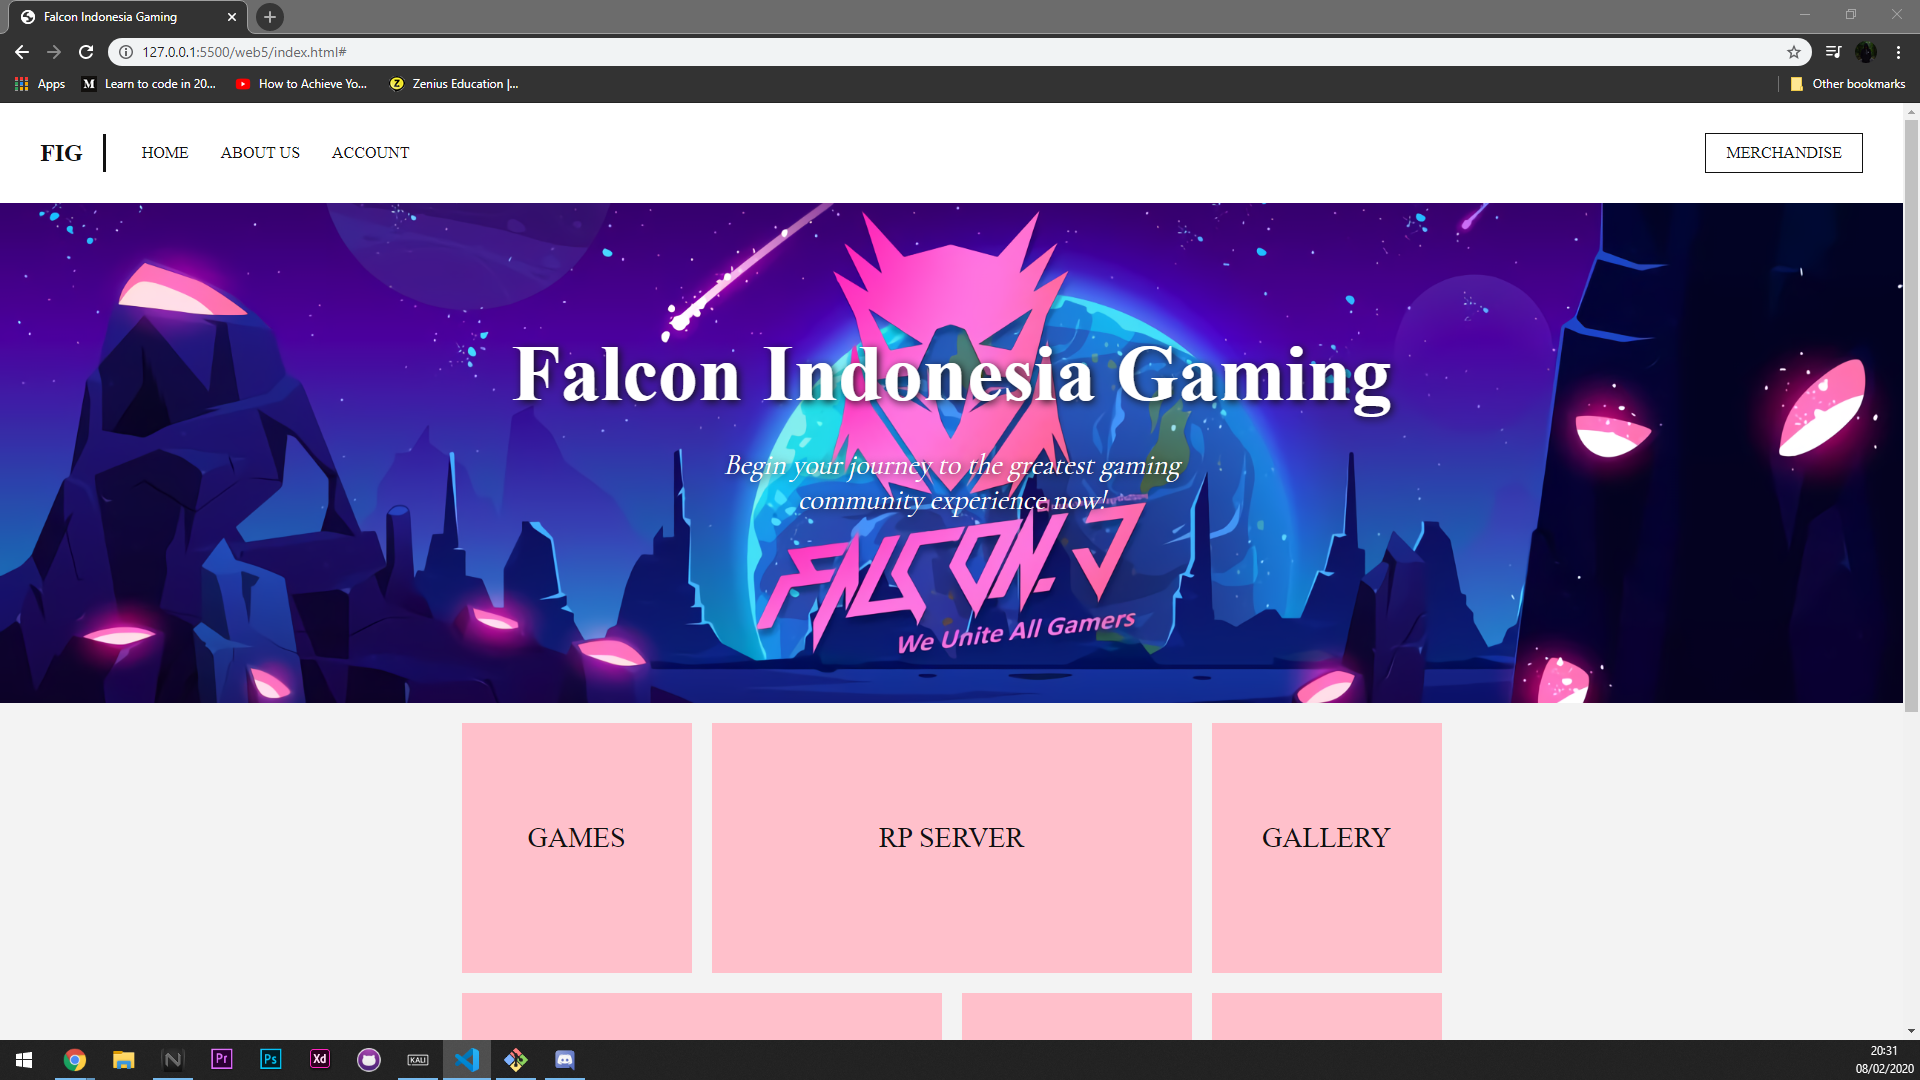 Falcon Indonesia Gaming
127.0.0.1:5500/web5/index.html#
Apps
M Learn to code in 20...
How to Achieve Yo...
Z Zenius Education |...
Other bookmarks
FIG
HOME
ABOUT US
ACCOUNT
MERCHANDISE
Falcon Indonesia Gaming
Begin your journey to the greatest gaming
community experience now!
FALCON.J
We Unite All Gamers
GAMES
RP SERVER
GALLERY
N
Pr
Ps
Xd
KALI
20:31
08/02/2020